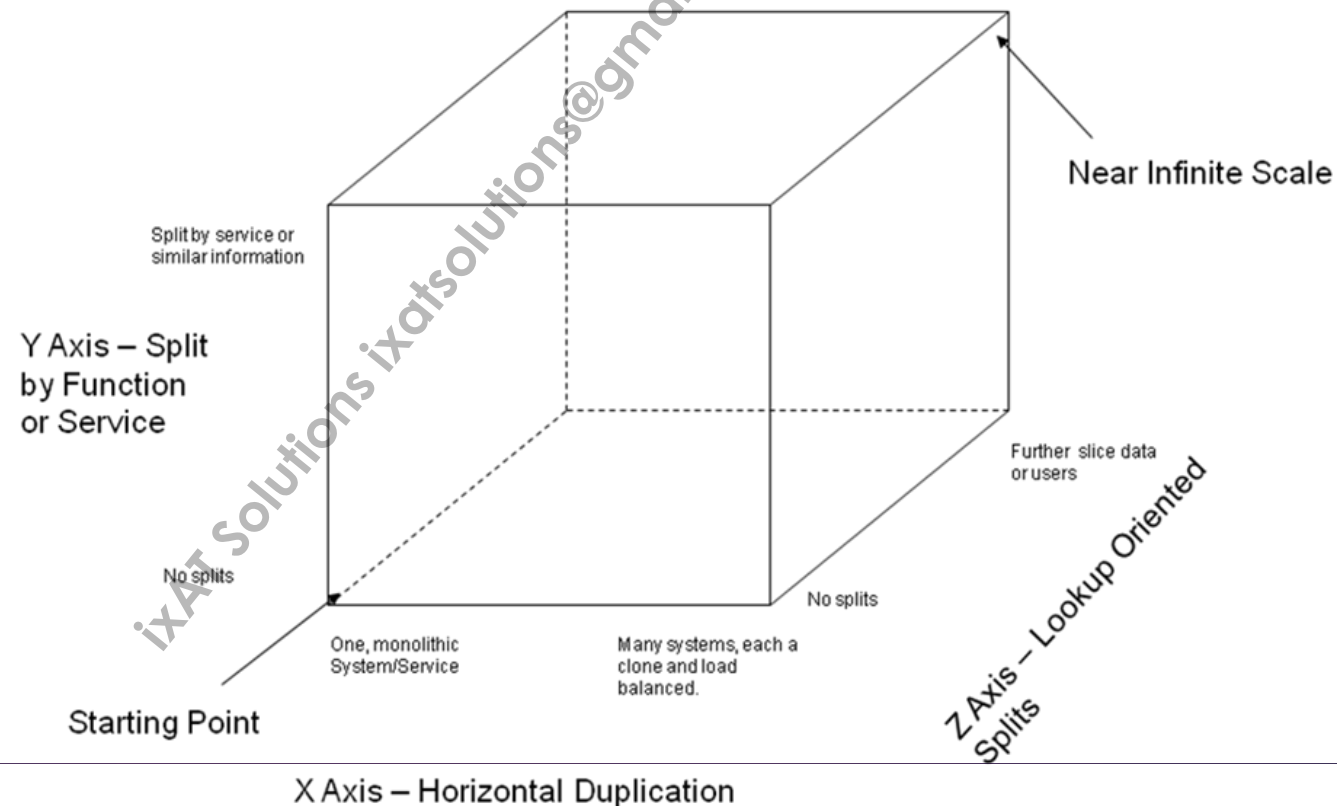 ixAT Solutions ixatsolutions@gmai
Near Infinite Scale
Split by service or
similar information
Y Axis – Split
by Function
or Service
Further slice data
or users
No splits
No splits
One, monolithic
System/Service
Many systems, each a
clone and load
balanced.
Z Axis – Lookup Oriented
Splits
Starting Point
X Axis – Horizontal Duplication